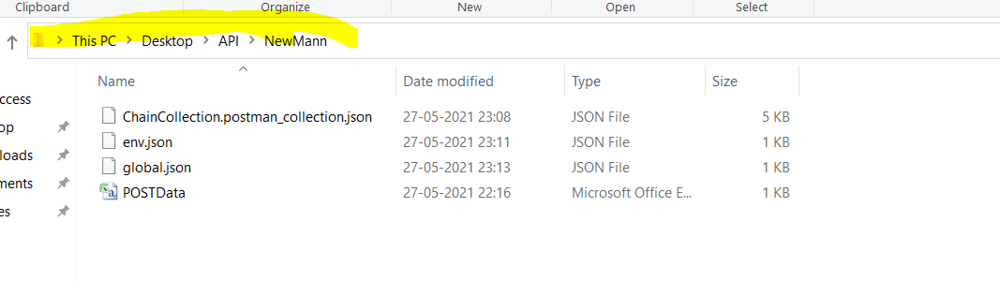 Clipboard Organize New Open Select
This PC > Desktop > API > NewMann
Name Date modified Type Size
ccess
ChainCollection.postman_collection.json 27-05-2021 23:08 JSON File 5 KB
op
env.json 27-05-2021 23:11 JSON File 1 KB
loads
global.json 27-05-2021 23:13 JSON File 1 KB
ments
POSTData 27-05-2021 22:16 Microsoft Office E... 1 KB
es